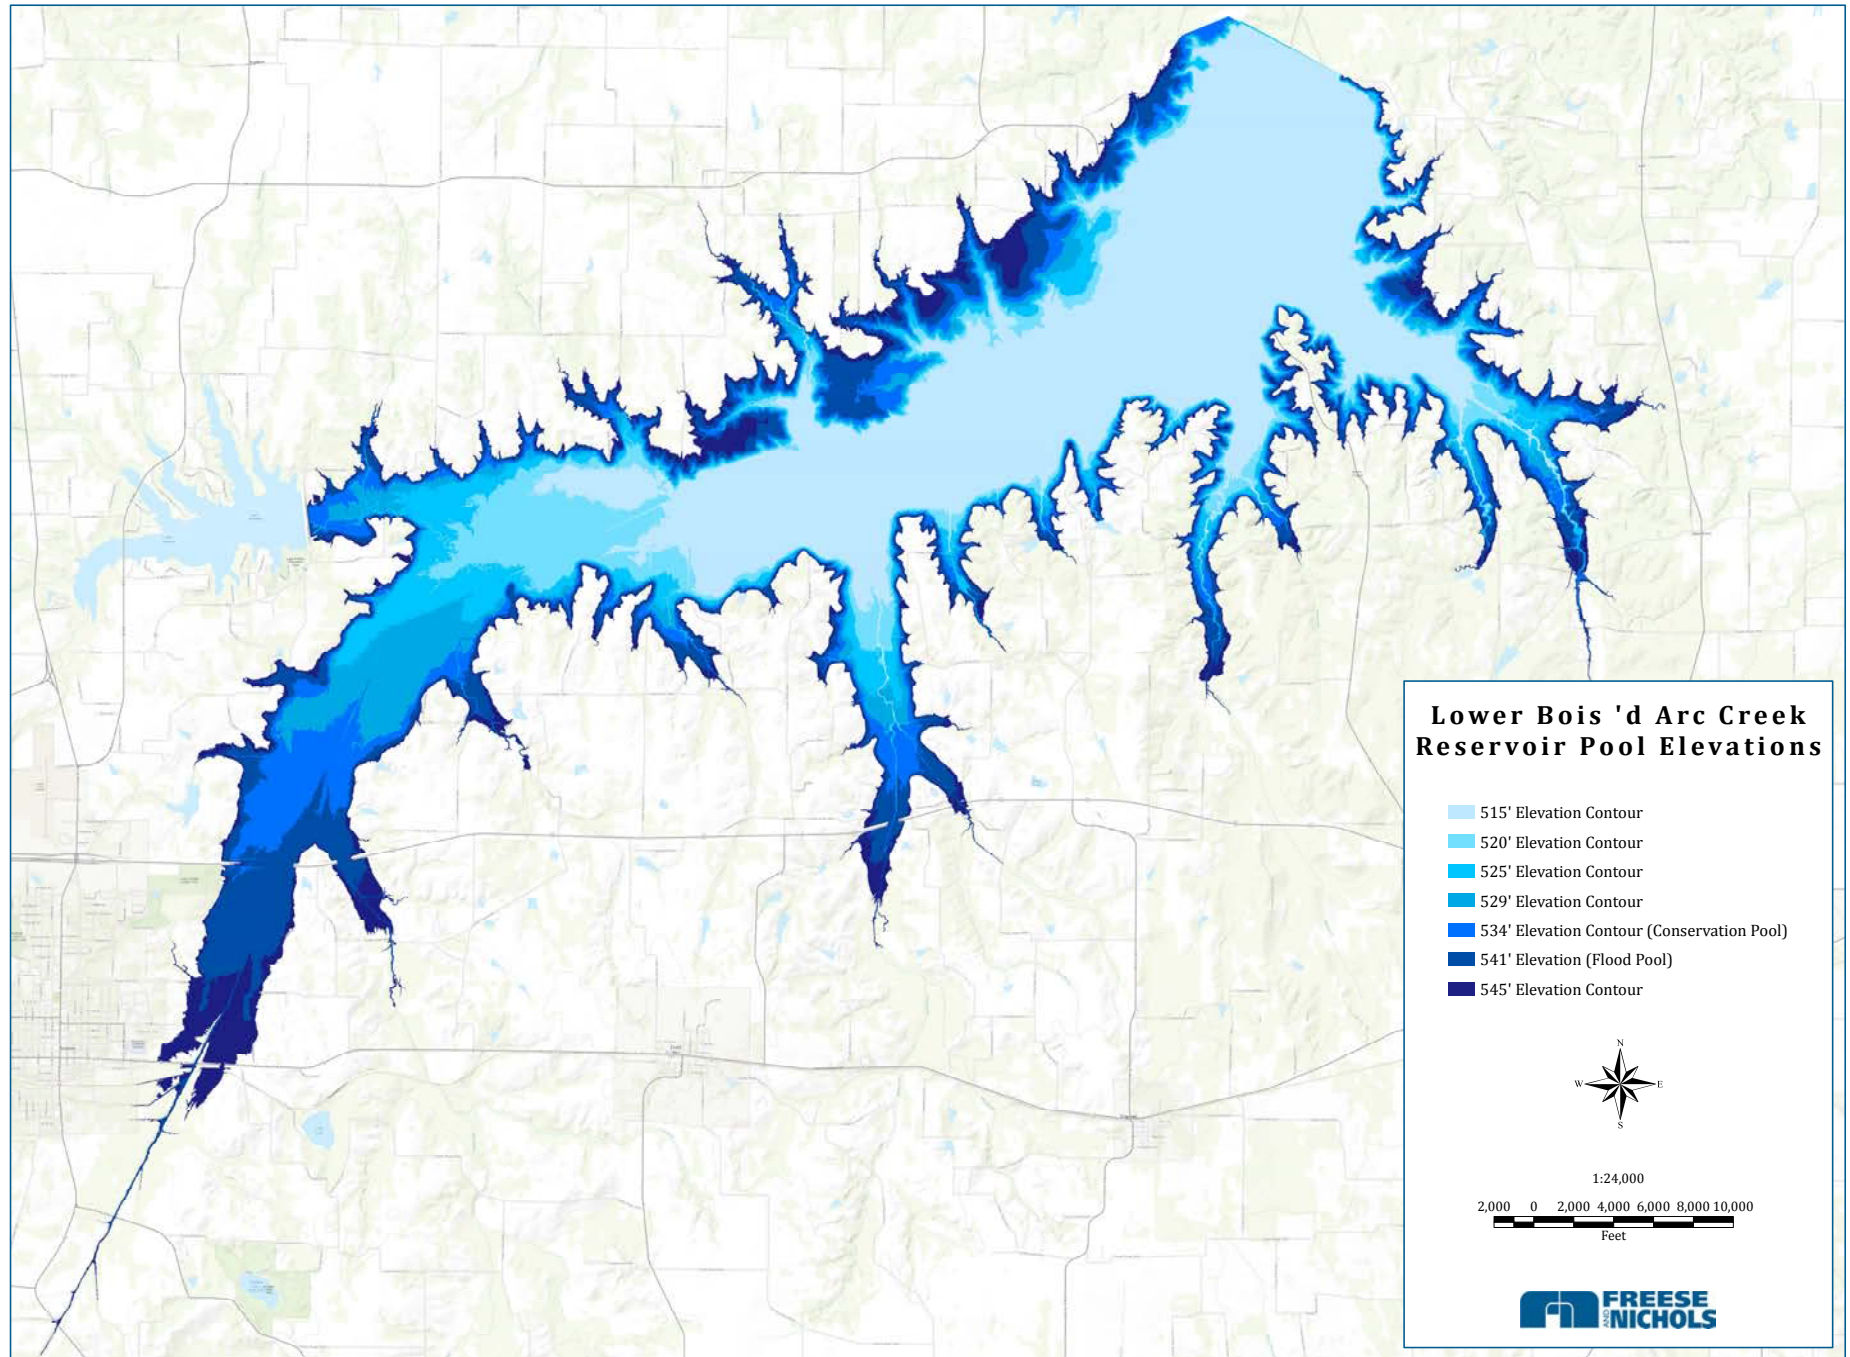 Lower Bois 'd Arc Creek
Reservoir Pool Elevations
515' Elevation Contour
520' Elevation Contour
525' Elevation Contour
529' Elevation Contour
534' Elevation Contour (Conservation Pool)
541' Elevation (Flood Pool)
545' Elevation Contour
N
W E
S
1:24,000
2,000 0 2,000 4,000 6,000 8,000 10,000
Feet
FREESE
AND NICHOLS